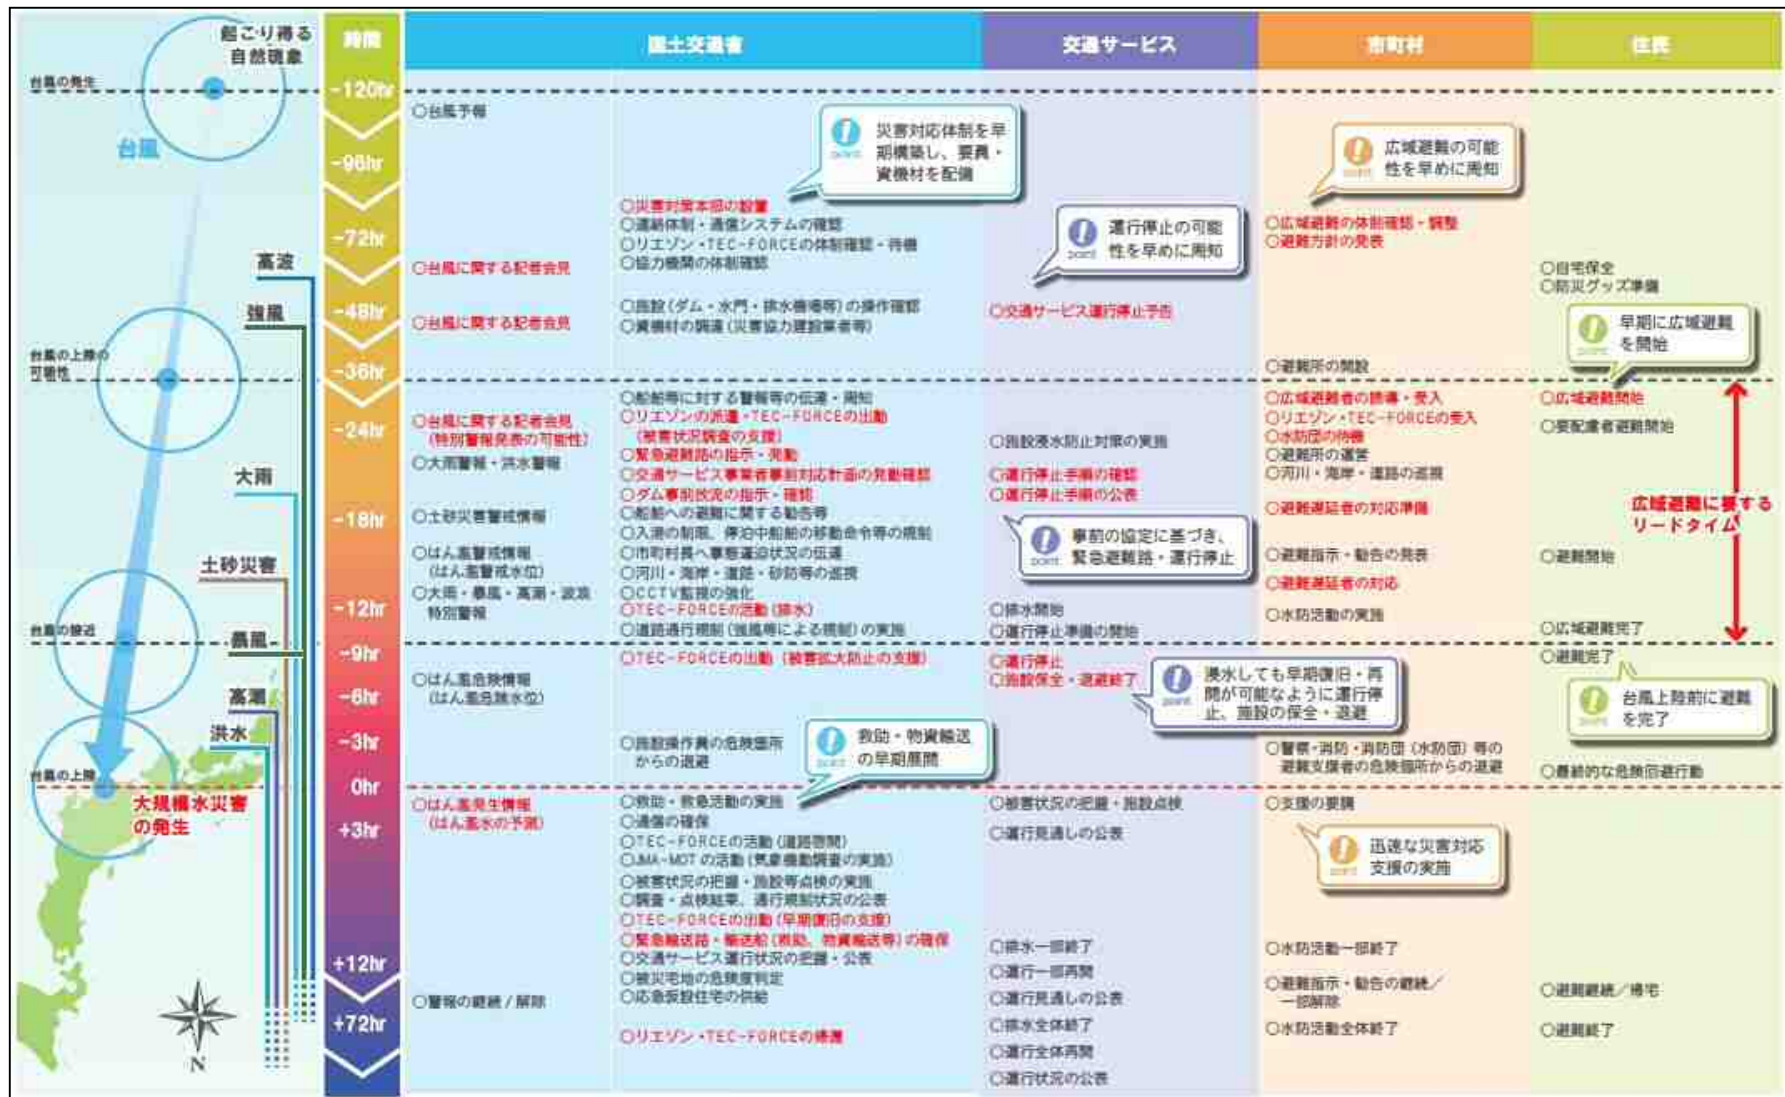 起こり得る
自然現象
時間
国土交通省
交通サービス
市町村
住民
台風の発生
台風
高波
強風
台風の上陸の
可能性
大雨
土砂災害
台風の接近
暴風
高潮
洪水
台風の上陸
大規模水災害
の発生
N
-120hr
-96hr
-72hr
-48hr
-36hr
-24hr
-18hr
-12hr
-9hr
-6hr
-3hr
0hr
+3hr
+12hr
+72hr
○台風予報
○台風に関する記者会見
○台風に関する記者会見
○台風に関する記者会見
(特別警報発表の可能性)
○大雨警報・洪水警報
○土砂災害警戒情報
○はん濫警戒情報
(はん濫警戒水位)
○大雨・暴風・高潮・波浪
特別警報
○はん濫危険情報
(はん濫危険水位)
○はん濫発生情報
(はん濫水の予測)
○警報の継続/解除
! point
災害対応体制を早
期構築し、要員・
資機材を配備
○災害対策本部の設置
○連絡体制・通信システムの確認
○リエゾン・TEC-FORCEの体制確認・待機
○協力機関の体制確認
○施設(ダム・水門・排水機場等)の操作確認
○資機材の調達(災害協力建設業者等)
○船舶等に対する警報等の伝達・周知
○リエゾンの派遣・TEC-FORCEの出動
(被害状況調査の支援)
○緊急避難路の指示・発動
○交通サービス事業者事前対応計画の発動確認
○ダム事前放流の指示・確認
○船舶への避難に関する勧告等
○入港の制限、停泊中船舶の移動命令等の規制
○市町村長へ事態逼迫状況の伝達
○河川・海岸・道路・砂防等の巡視
○CCTV監視の強化
○TEC-FORCEの活動(排水)
○道路通行規制(強風等による規制)の実施
○TEC-FORCEの出動(被害拡大防止の支援)
○施設操作員の危険箇所
からの退避
! point
救助・物資輸送
の早期展開
○救助・救急活動の実施
○通信の確保
○TEC-FORCEの活動(道路啓開)
○JMA-MOTの活動(気象機動調査の実施)
○被害状況の把握・施設等点検の実施
○調査・点検結果、通行規制状況の公表
○TEC-FORCEの出動(早期復旧の支援)
○緊急輸送路・輸送船(救助、物資輸送等)の確保
○交通サービス運行状況の把握・公表
○被災宅地の危険度判定
○応急仮設住宅の供給
○リエゾン・TEC-FORCEの帰還
! point
運行停止の可能
性を早めに周知
○交通サービス運行停止予告
○施設浸水防止対策の実施
○運行停止手順の確認
○運行停止手順の公表
! point
事前の協定に基づき、
緊急避難路・運行停止
○排水開始
○運行停止準備の開始
○運行停止
○施設保全・退避終了
! point
浸水しても早期復旧・再
開が可能なように運行停
止、施設の保全・退避
○被害状況の把握・施設点検
○運行見通しの公表
○排水一部終了
○運行一部再開
○運行見通しの公表
○排水全体終了
○運行全体再開
○運行状況の公表
! point
広域避難の可能
性を早めに周知
○広域避難の体制確認・調整
○避難方針の発表
○避難所の開設
○広域避難者の誘導・受入
○リエゾン・TEC-FORCEの受入
○水防団の待機
○避難所の運営
○河川・海岸・道路の巡視
○避難遅延者の対応準備
○避難指示・勧告の発表
○避難遅延者の対応
○水防活動の実施
○警察・消防・消防団(水防団)等の
避難支援者の危険箇所からの退避
○支援の要請
! point
迅速な災害対応
支援の実施
○水防活動一部終了
○避難指示・勧告の継続/
一部解除
○水防活動全体終了
○自宅保全
○防災グッズ準備
! point
早期に広域避難
を開始
○広域避難開始
○要配慮者避難開始
広域避難に要する
リードタイム
○避難開始
○広域避難完了
○避難完了
! point
台風上陸前に避難
を完了
○最終的な危険回避行動
○避難継続/帰宅
○避難終了